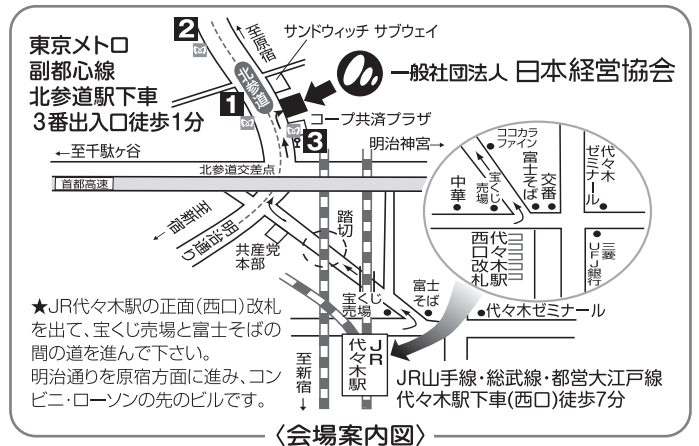 東京メトロ
副都心線
北参道駅下車
3番出入口徒歩1分
2
至原宿
サンドウィッチ サブウェイ
一般社団法人 日本経営協会
北参道
1
コープ共済プラザ
3
←至千駄ヶ谷
明治神宮→
北参道交差点
首都高速
至新宿
明治通り
共産党
本部
踏切
宝くじ
売場
富士
そば
代々木ゼミナール
ココカラ
ファイン
中華
宝くじ
売場
富士そば
交番
代々木
ゼミナール
代々木駅
西口改札
三菱
UFJ銀行
★JR代々木駅の正面(西口)改札
を出て、宝くじ売場と富士そばの
間の道を進んで下さい。
明治通りを原宿方面に進み、コン
ビニ・ローソンの先のビルです。
至新宿
JR
代々木駅
JR山手線・総武線・都営大江戸線
代々木駅下車(西口)徒歩7分
〈会場案内図〉